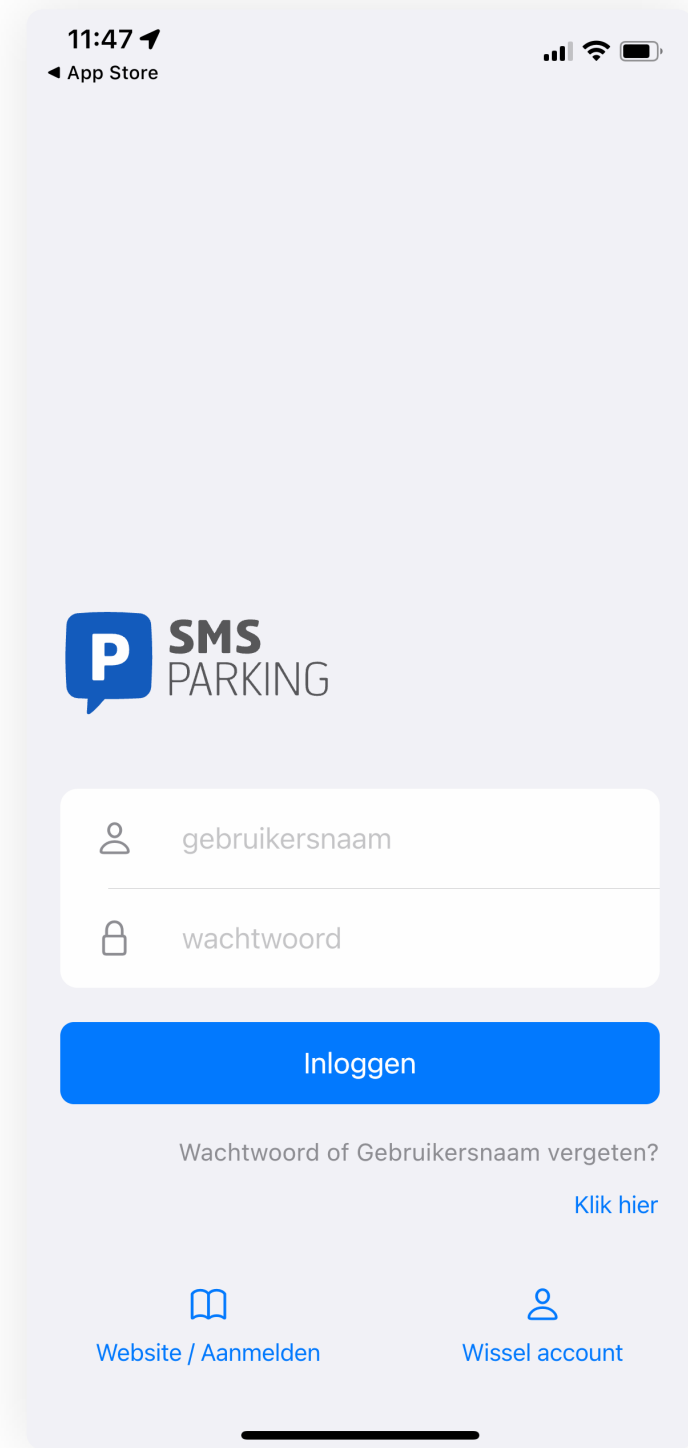 11:47
◀ App Store
P
SMS
PARKING
gebruikersnaam
wachtwoord
Inloggen
Wachtwoord of Gebruikersnaam vergeten?
Klik hier
Website / Aanmelden
Wissel account